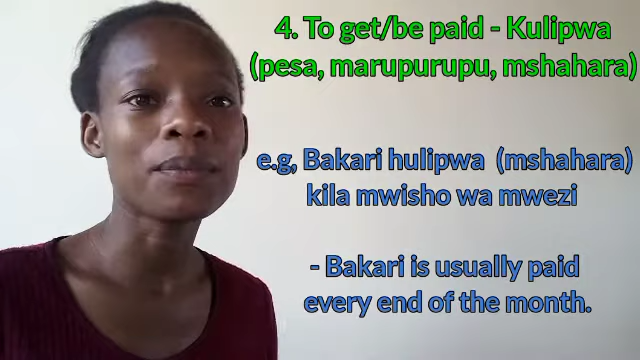 4. To get/be paid - Kulipwa
(pesa, marupurupu, mshahara)
e.g, Bakari hulipwa (mshahara)
kila mwisho wa mwezi
- Bakari is usually paid
every end of the month.